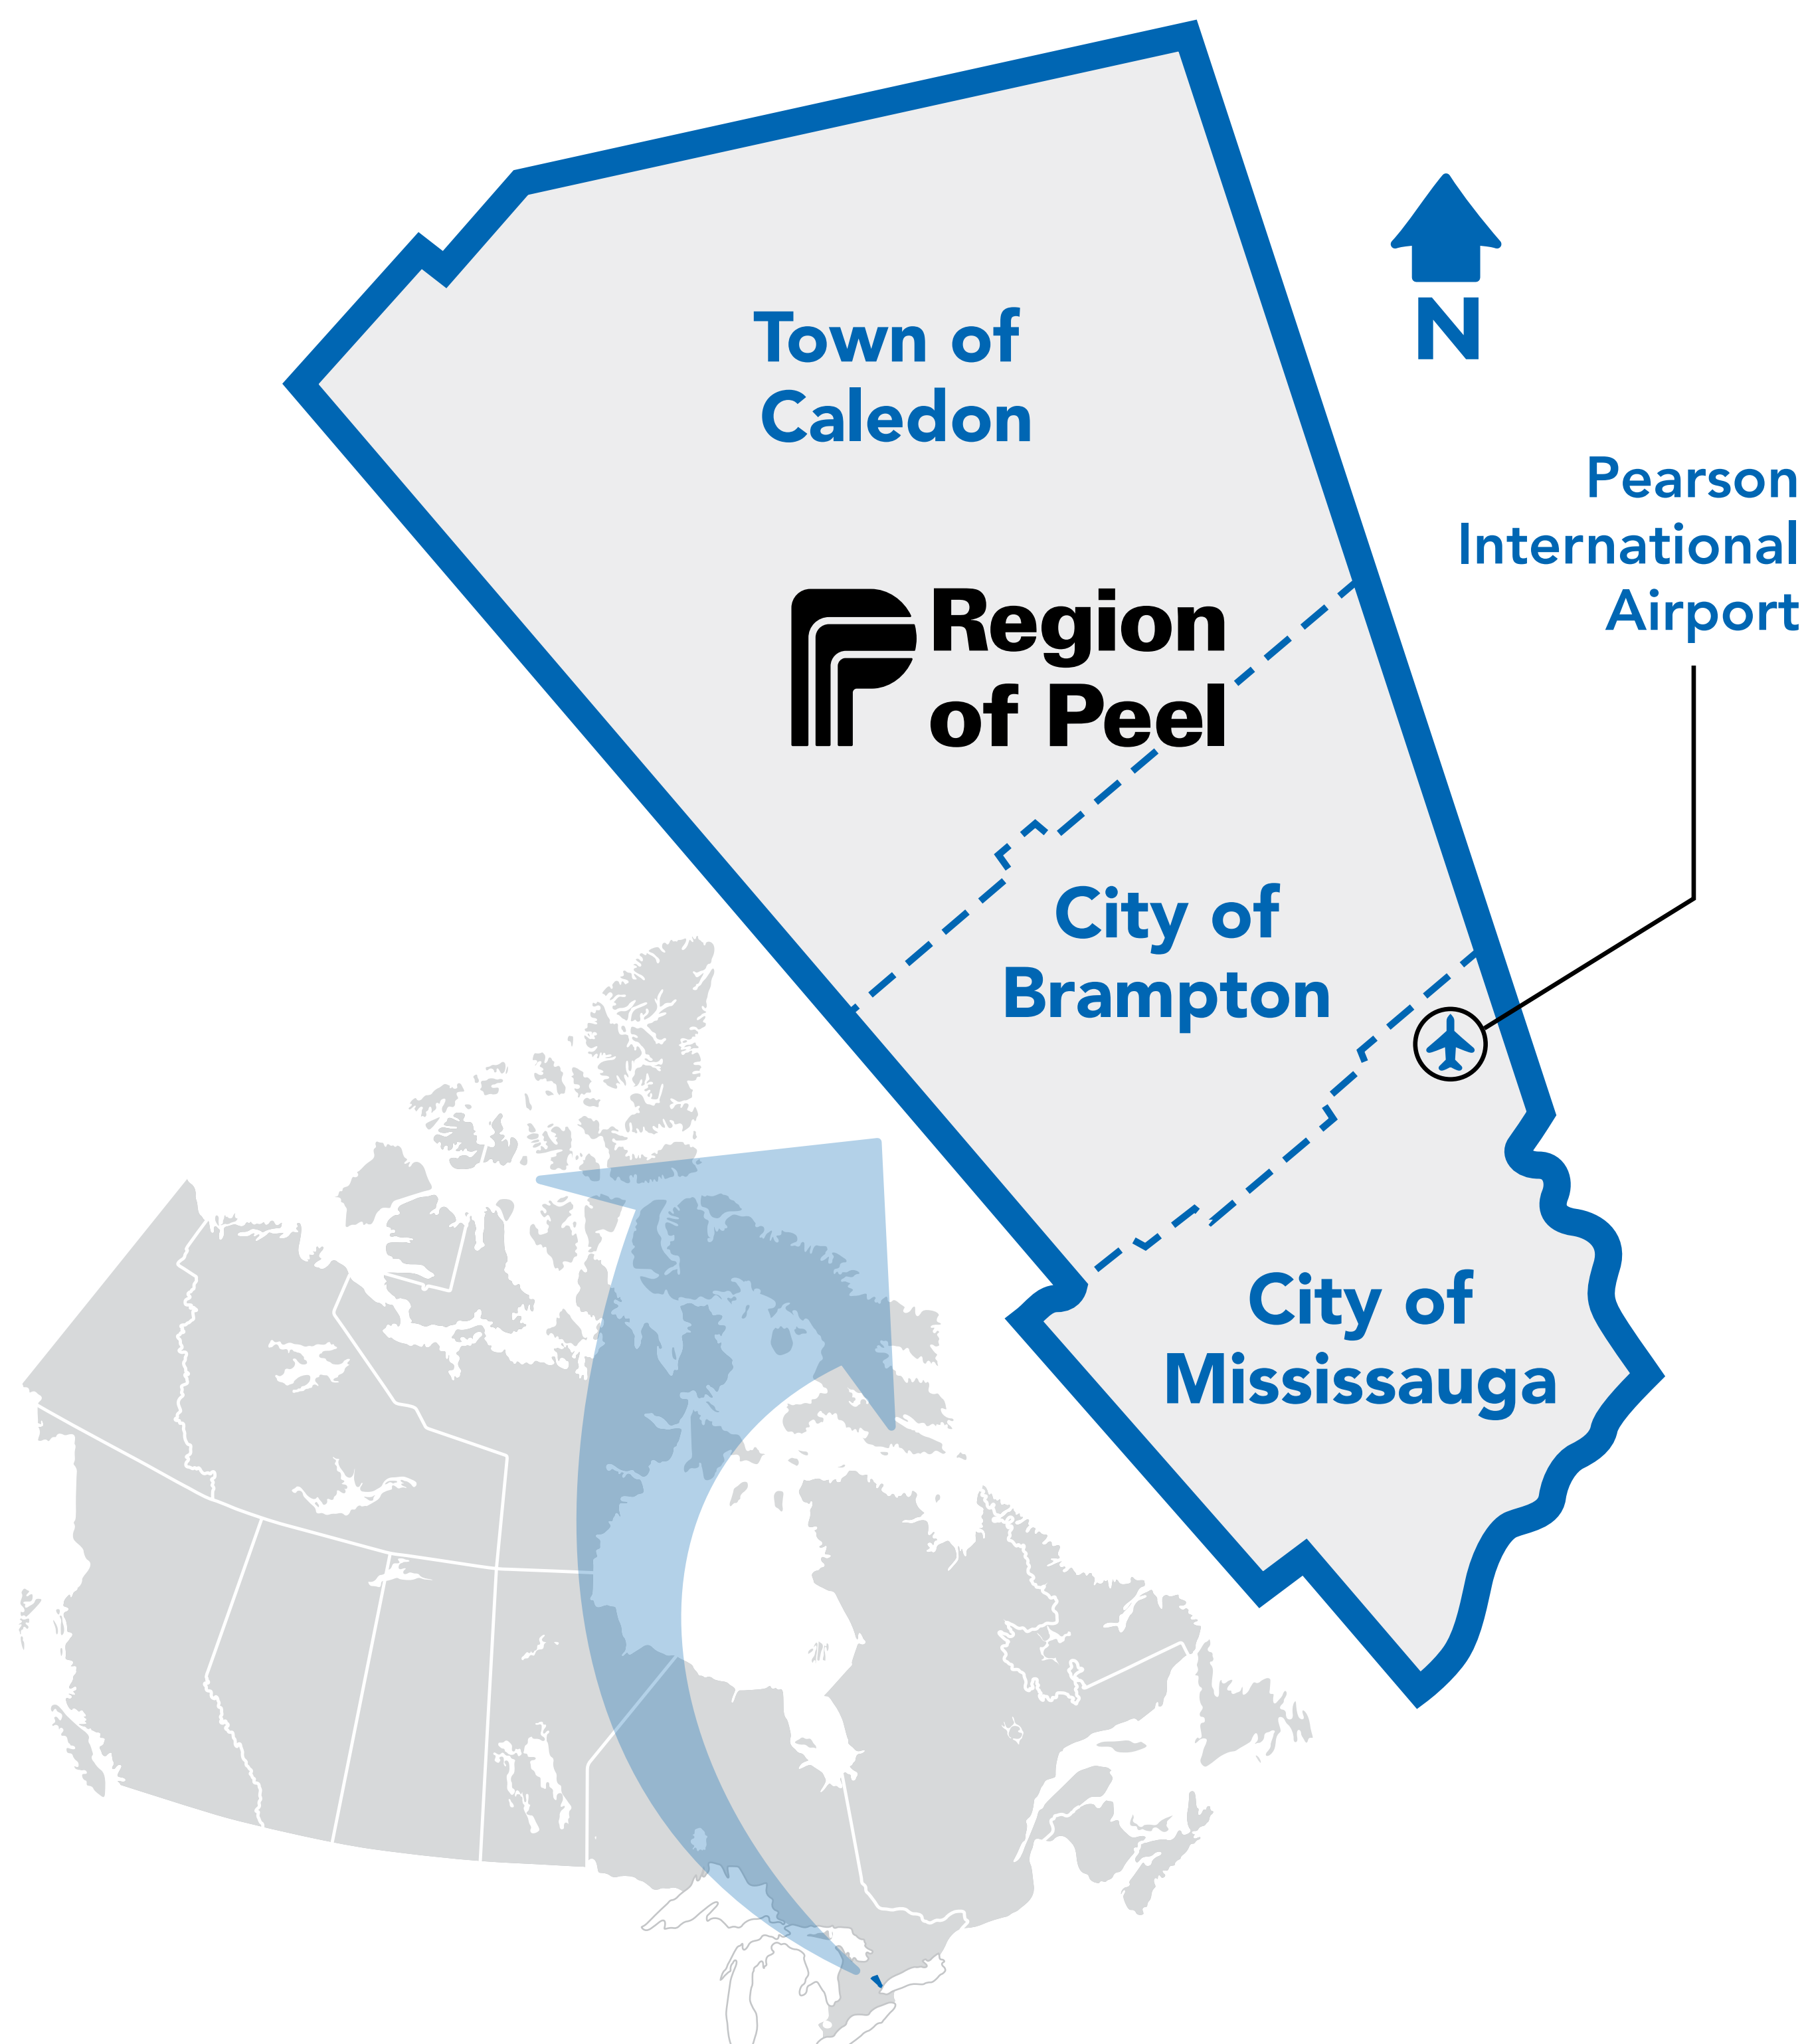 Town of
Caledon
N
Pearson
International
Airport
Region
of Peel
City of
Brampton
City of
Mississauga